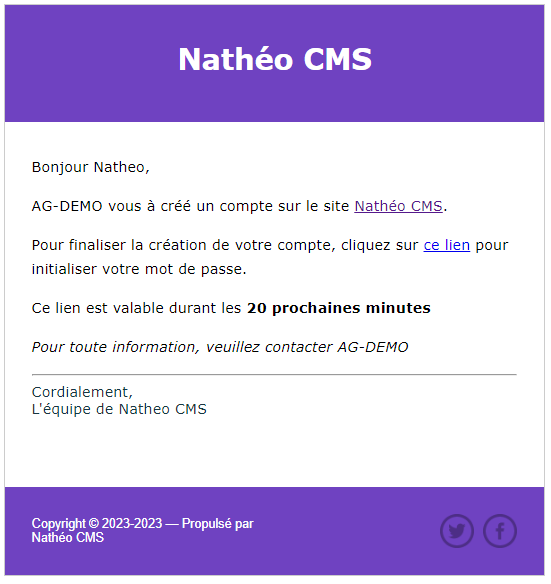 Nathéo CMS
Bonjour Natheo,
AG-DEMO vous à créé un compte sur le site Nathéo CMS.
Pour finaliser la création de votre compte, cliquez sur ce lien pour
initialiser votre mot de passe.
Ce lien est valable durant les 20 prochaines minutes
Pour toute information, veuillez contacter AG-DEMO
Cordialement,
L'équipe de Natheo CMS
Copyright © 2023-2023 — Propulsé par
Nathéo CMS